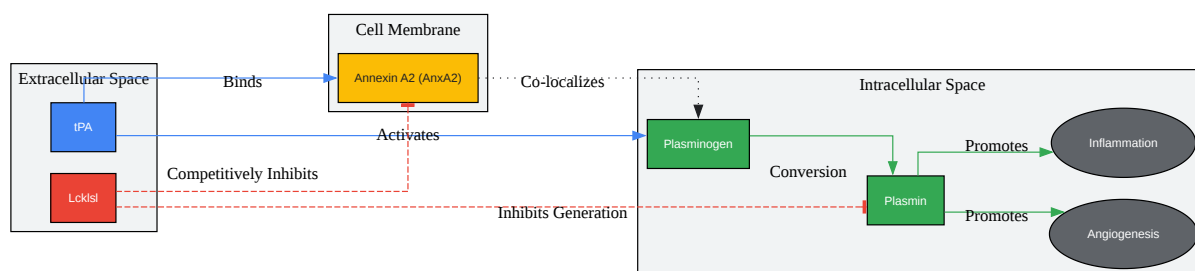 Cell Membrane
Annexin A2 (AnxA2)
Extracellular Space
Binds
Co-localizes
Intracellular Space
tPA
Activates
Plasminogen
Promotes
Inflammation
Competitively Inhibits
Conversion
Lcklsl
Plasmin
Inhibits Generation
Promotes
Angiogenesis